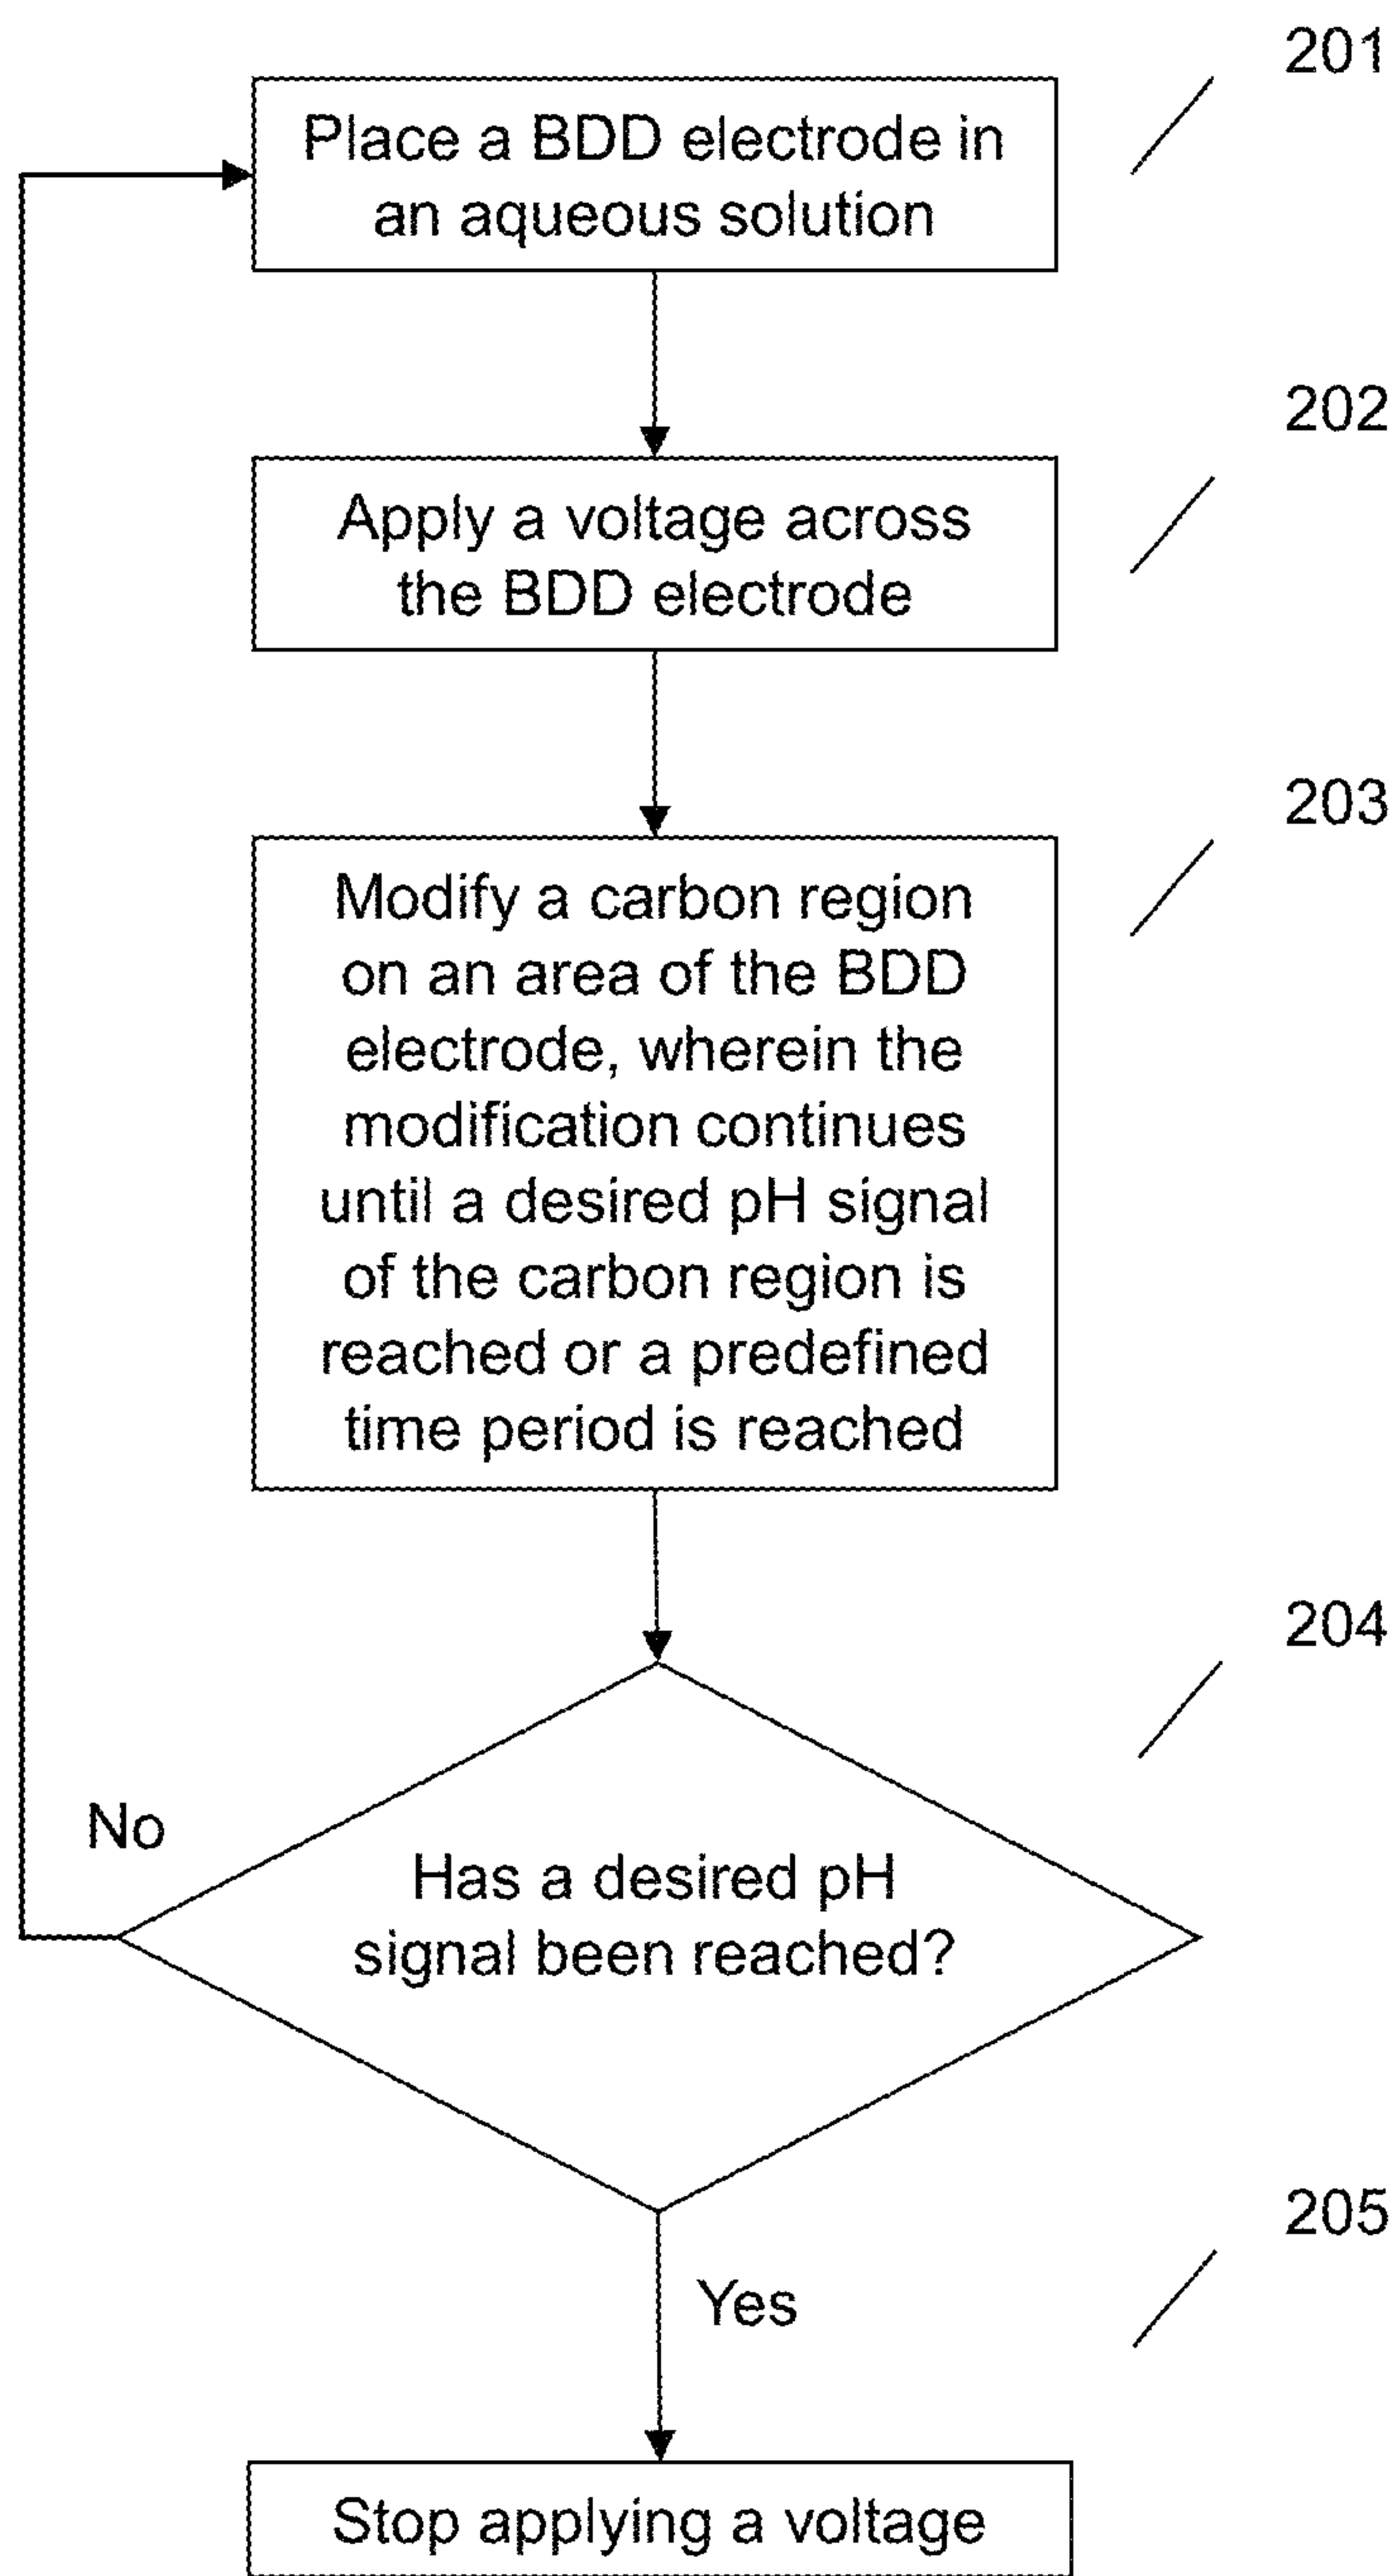 201
Place a BDD electrode in
an aqueous solution
202
Apply a voltage across
the BDD electrode
203
Modify a carbon region
on an area of the BDD
electrode, wherein the
modification continues
until a desired pH signal
of the carbon region is
reached or a predefined
time period is reached
204
No
Has a desired pH
signal been reached?
205
Yes
Stop applying a voltage